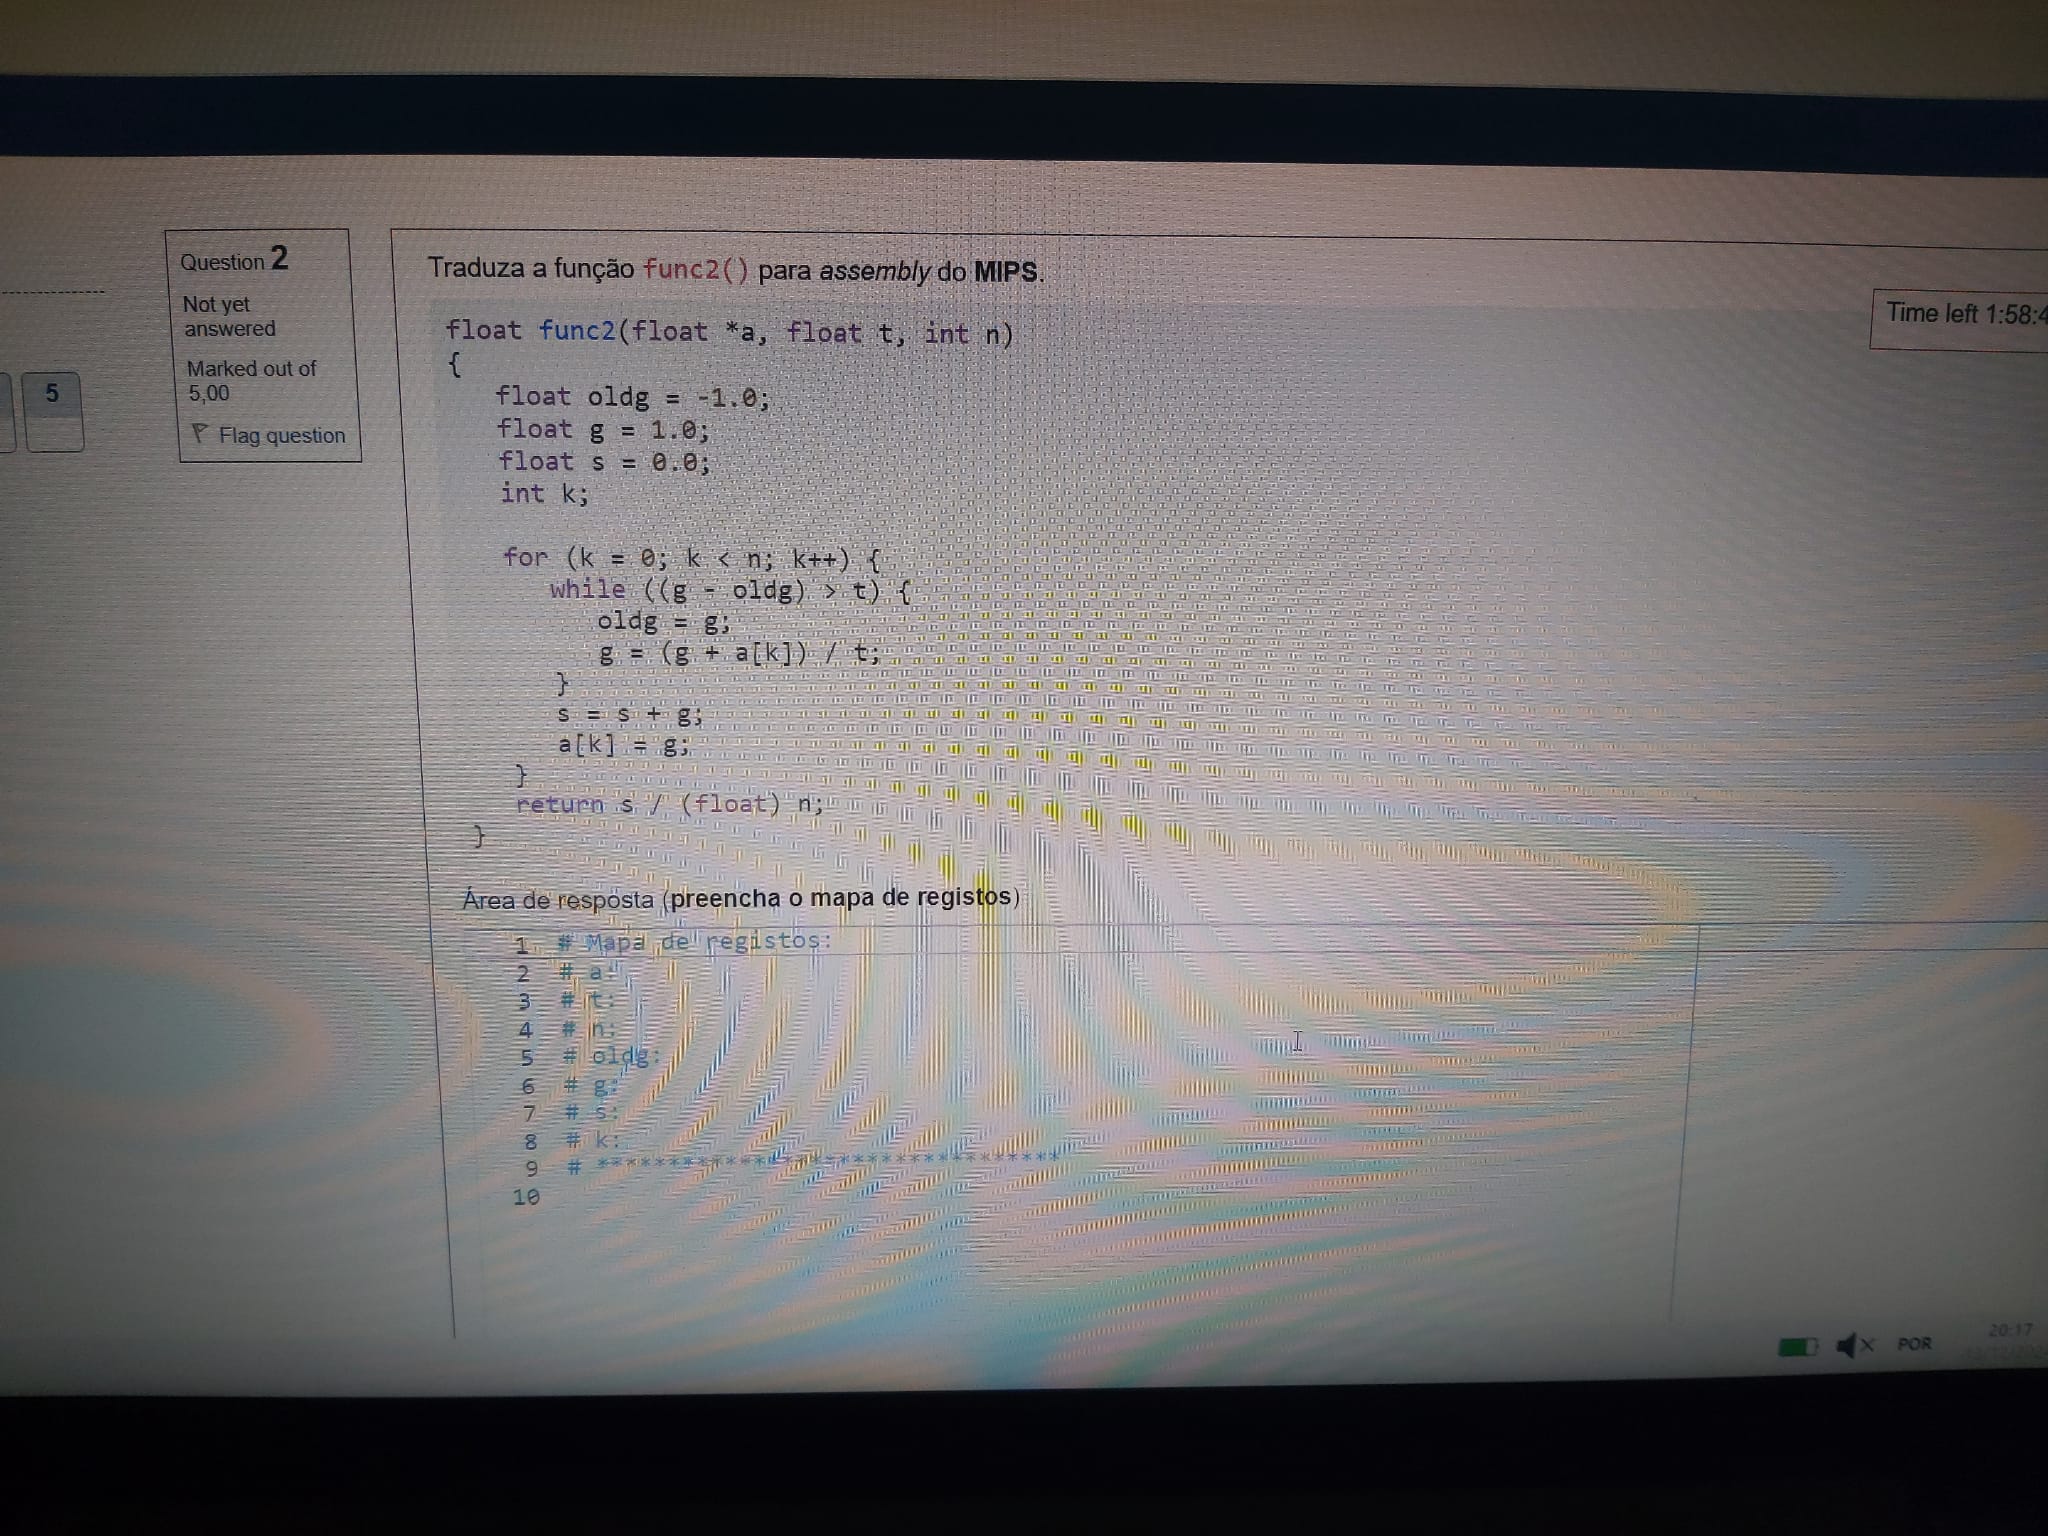 Question 2
Not yet
answered
Marked out of
5,00
Flag question
5
Traduza a função func2() para assembly do MIPS.
Time left 1:58:4
float func2(float *a, float t, int n)
{
float oldg = -1.0;
float g = 1.0;
float s = 0.0;
int k;
for (k = 0; k < n; k++) {
while ((g - oldg) > t) {
oldg = g;
g = (g + a[k]) / t;
}
s = s + g;
a[k] = g;
}
return s / (float) n;
}
Área de resposta (preencha o mapa de registos)
1 # Mapa de registos:
2 # a:
3 # t:
4 # n:
5 # oldg:
6 # g:
7 # s:
8 # k:
9 # *********************************
10
POR
20:17